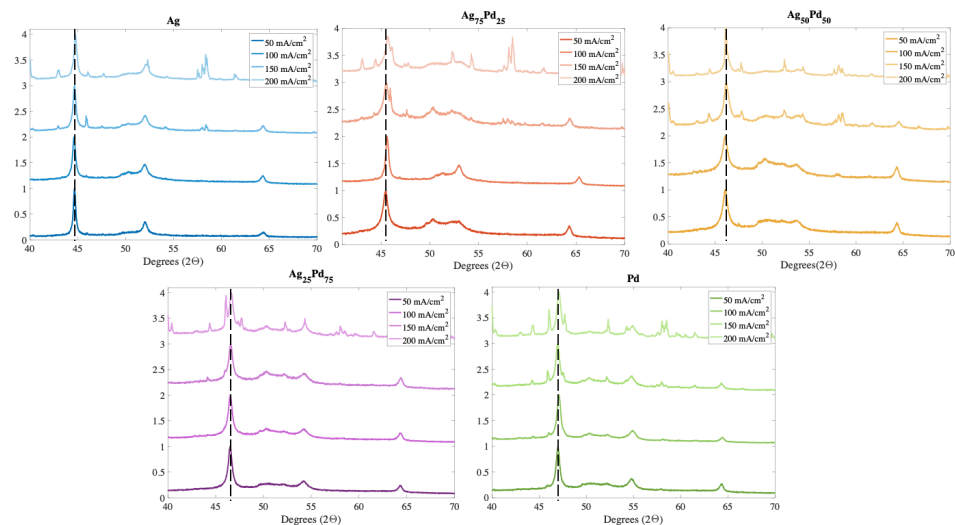 Ag
4
3.5
3
2.5
2
1.5
1
0.5
0
50 mA/cm²
100 mA/cm²
150 mA/cm²
200 mA/cm²
40 45 50 55 60 65 70
Degrees (2Θ)
Ag₇₅Pd₂₅
4
3.5
3
2.5
2
1.5
1
0.5
0
50 mA/cm²
100 mA/cm²
150 mA/cm²
200 mA/cm²
45 50 55 60 65 70
Degrees(2Θ)
Ag₅₀Pd₅₀
4
3.5
3
2.5
2
1.5
1
0.5
0
50 mA/cm²
100 mA/cm²
150 mA/cm²
200 mA/cm²
40 45 50 55 60 65 70
Degrees (2Θ)
Ag₂₅Pd₇₅
4
3.5
3
2.5
2
1.5
1
0.5
0
50 mA/cm²
100 mA/cm²
150 mA/cm²
200 mA/cm²
40 45 50 55 60 65 70
Degrees (2Θ)
Pd
4
3.5
3
2.5
2
1.5
1
0.5
0
50 mA/cm²
100 mA/cm²
150 mA/cm²
200 mA/cm²
40 45 50 55 60 65 70
Degrees (2Θ)